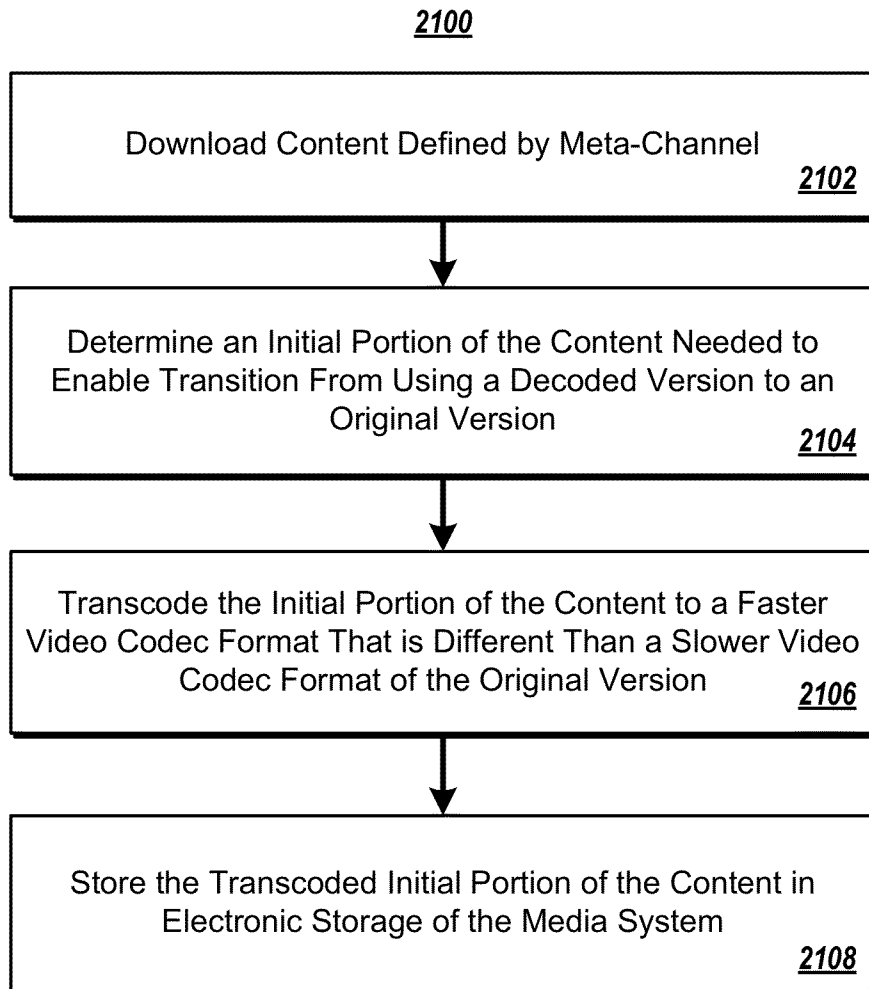 2100
Download Content Defined by Meta-Channel
2102
Determine an Initial Portion of the Content Needed to
Enable Transition From Using a Decoded Version to an
Original Version
2104
Transcode the Initial Portion of the Content to a Faster
Video Codec Format That is Different Than a Slower Video
Codec Format of the Original Version
2106
Store the Transcoded Initial Portion of the Content in
Electronic Storage of the Media System
2108